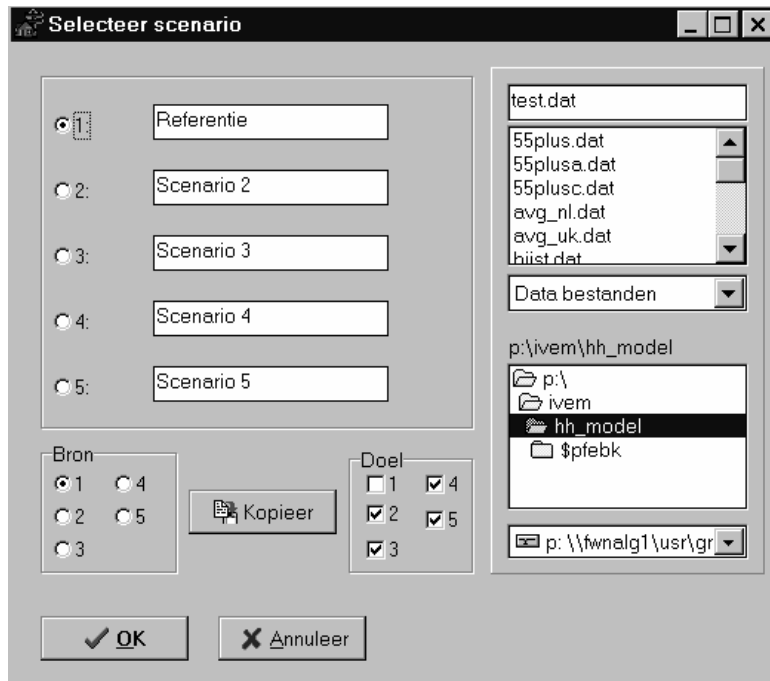 Selecteer scenario
1: Referentie
2: Scenario 2
3: Scenario 3
4: Scenario 4
5: Scenario 5
Bron
1 4
2 5
3
Kopieer
Doel
1 4
2 5
3
test.dat
55plus.dat
55plusa.dat
55plusc.dat
avg_nl.dat
avg_uk.dat
Data bestanden
p:\ivem\hh_model
p:\
ivem
hh_model
$pfebk
p: \\fwnalg1\usr\gr
OK
Annuleer